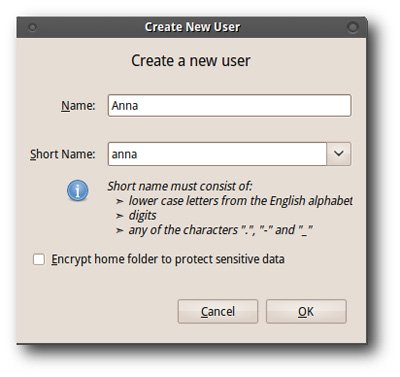 Create New User
Create a new user
Name:
Anna
Short Name:
anna
Short name must consist of:
➣ lower case letters from the English alphabet
➣ digits
➣ any of the characters ".", "-" and "_"
Encrypt home folder to protect sensitive data
Cancel
OK